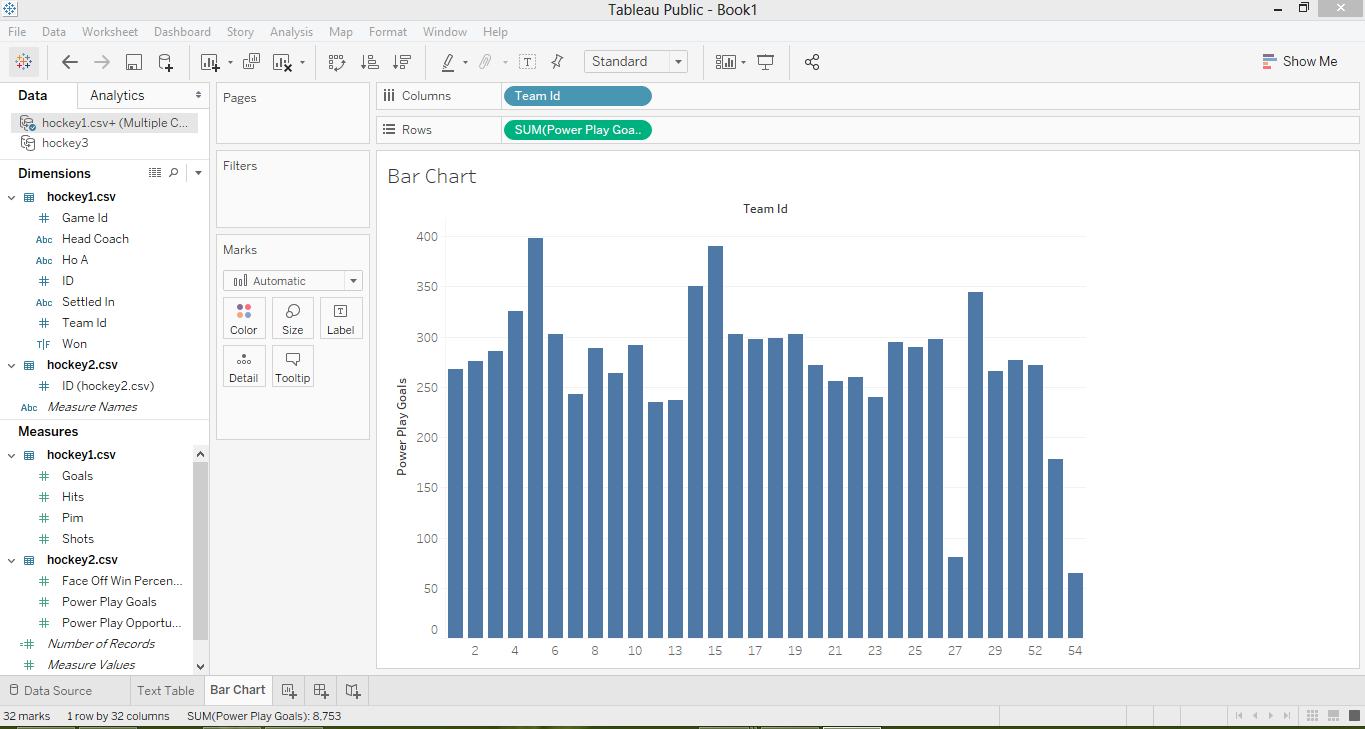 Tableau Public - Book1
File Data Worksheet Dashboard Story Analysis Map Format Window Help
Standard
Show Me
Data Analytics
hockey1.csv+ (Multiple C...
hockey3
Dimensions
hockey1.csv
Game Id
Abc Head Coach
Abc Ho A
ID
Abc Settled In
Team Id
T|F Won
hockey2.csv
ID (hockey2.csv)
Abc Measure Names
Measures
hockey1.csv
Goals
Hits
Pim
Shots
hockey2.csv
Face Off Win Percen...
Power Play Goals
Power Play Opportu...
Number of Records
Measure Values
Pages
Filters
Marks
Automatic
Color Size Label
Detail Tooltip
Columns Team Id
Rows SUM(Power Play Goa..
Bar Chart
Team Id
Power Play Goals
400
350
300
250
200
150
100
50
0
2 4 6 8 10 13 15 17 19 21 23 25 27 29 52 54
Data Source Text Table Bar Chart
32 marks 1 row by 32 columns SUM(Power Play Goals): 8,753